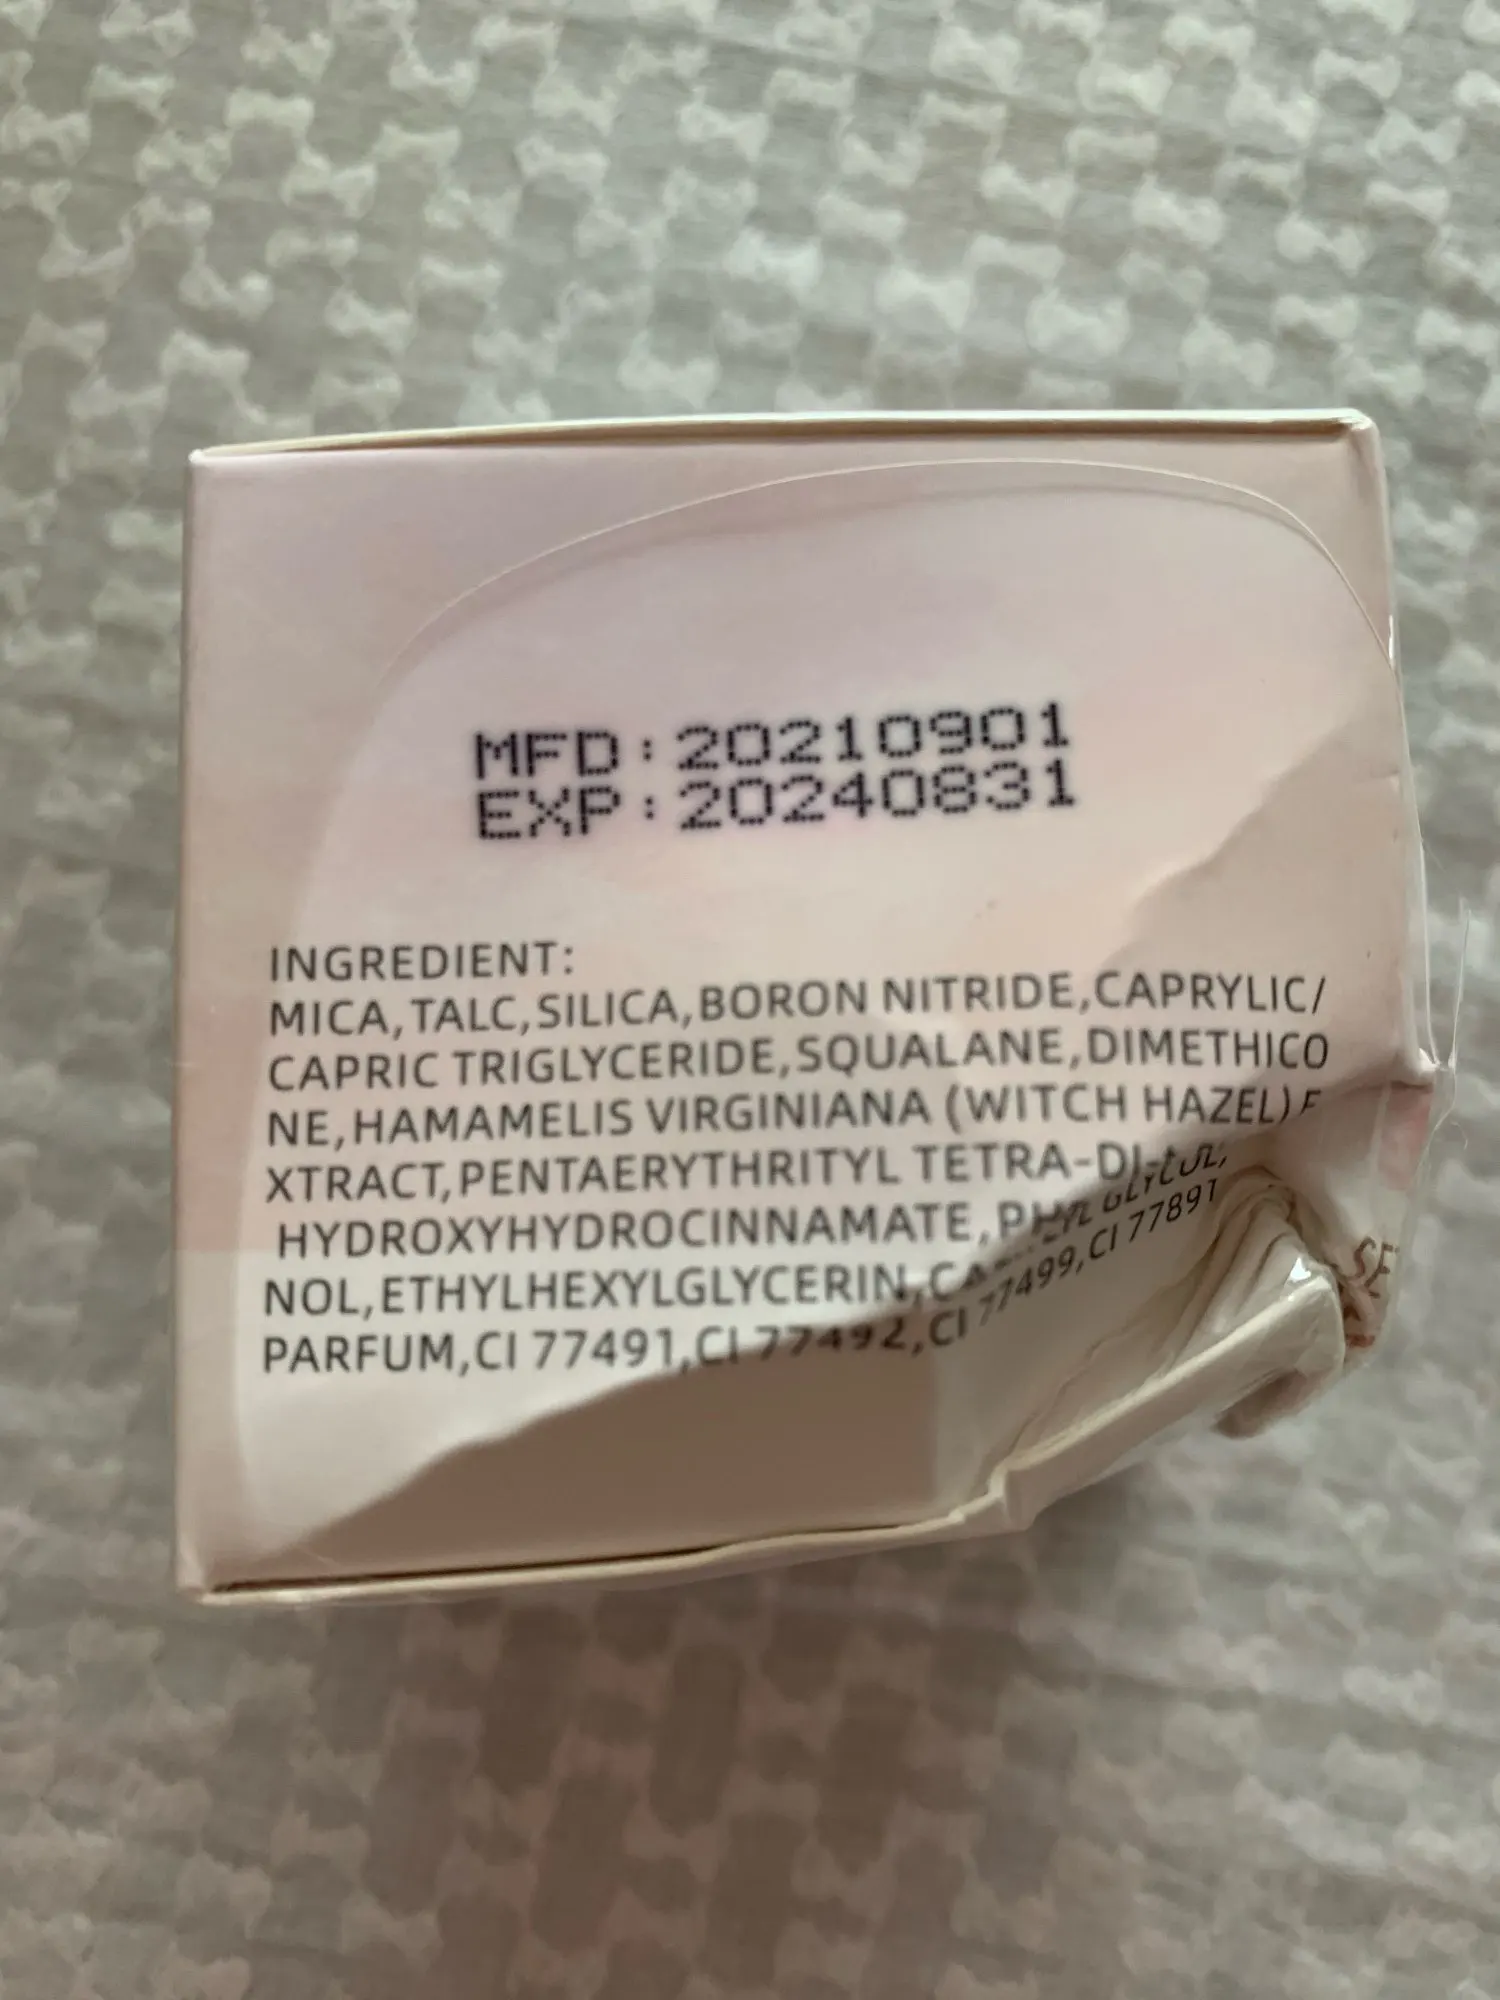 MFD:20210901
EXP:20240831
INGREDIENT:
MICA,TALC,SILICA,BORON NITRIDE,CAPRYLIC/
CAPRIC TRIGLYCERIDE,SQUALANE,DIMETHICO
NE,HAMAMELIS VIRGINIANA (WITCH HAZEL) E
XTRACT,PENTAERYTHRITYL TETRA-DI-
HYDROXYHYDROCINNAMATE,
NOL,ETHYLHEXYLGLYCERIN, GLYCOL,
PARFUM,CI 77491,CI 77492,CI 77499,CI 77891